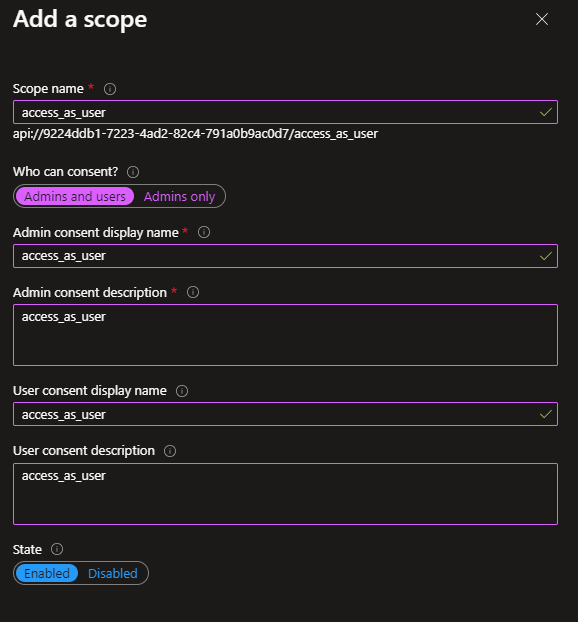 Add a scope
Scope name *
access_as_user
api://9224ddb1-7223-4ad2-82c4-791a0b9ac0d7/access_as_user
Who can consent?
Admins and users Admins only
Admin consent display name *
access_as_user
Admin consent description *
access_as_user
User consent display name
access_as_user
User consent description
access_as_user
State
Enabled Disabled